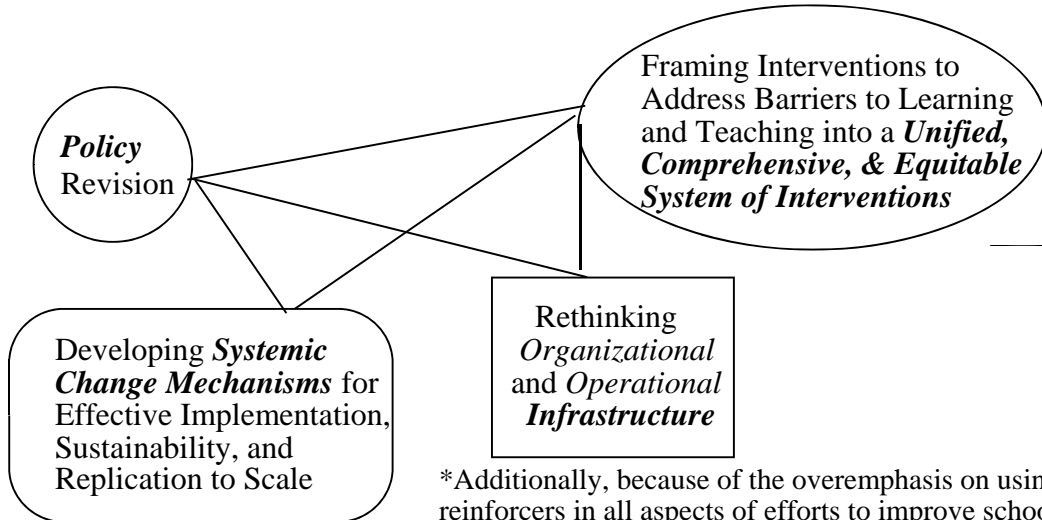 Policy
Revision
Framing Interventions to
Address Barriers to Learning
and Teaching into a Unified,
Comprehensive, & Equitable
System of Interventions
Developing Systemic
Change Mechanisms for
Effective Implementation,
Sustainability, and
Replication to Scale
Rethinking
Organizational
and Operational
Infrastructure
*Additionally, because of the overemphasis on
reinforcers in all aspects of efforts to improve